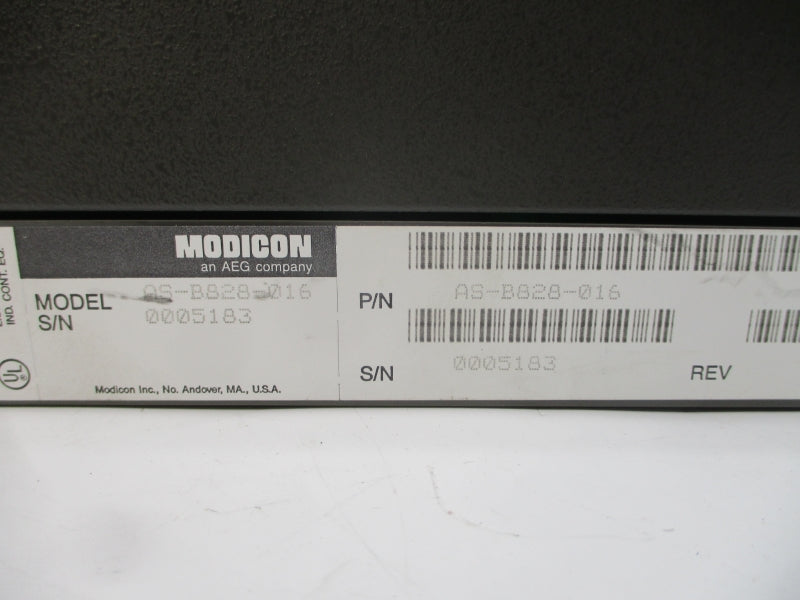 IND. CONT. EQ.
UL
MODICON
an AEG company
MODEL AS-B828-016
S/N 0005183
Modicon Inc., No. Andover, MA., U.S.A.
P/N AS-B828-016
S/N 0005183
REV